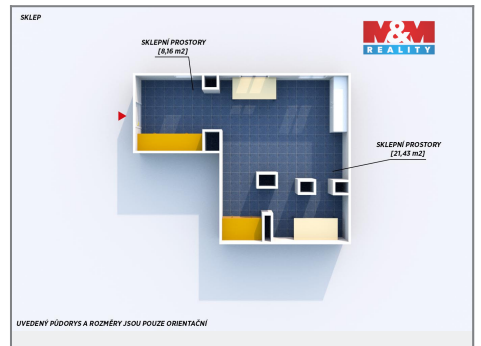 SKLEP
SKLEPNÍ PROSTORY
[8,16 m2]
M&M
REALITY
SKLEPNÍ PROSTORY
[21,43 m2]
UVEDENÝ PŮDORYS A ROZMĚRY JSOU POUZE ORIENTAČNÍ